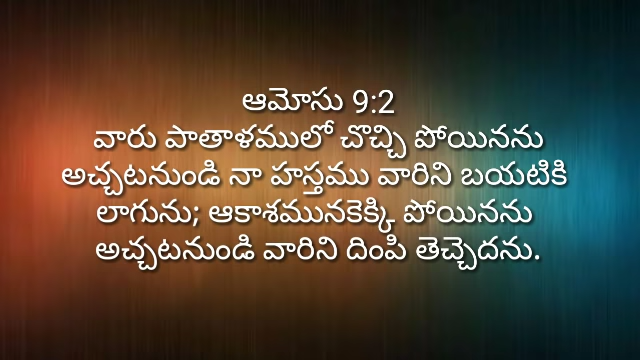 ఆమోసు 9:2
వారు పాతాళములో చొచ్చి పోయినను
అచ్చటనుండి నా హస్తము వారిని బయటికి
లాగును; ఆకాశమునకెక్కి పోయినను
అచ్చటనుండి వారిని దింపి తెచ్చెదను.